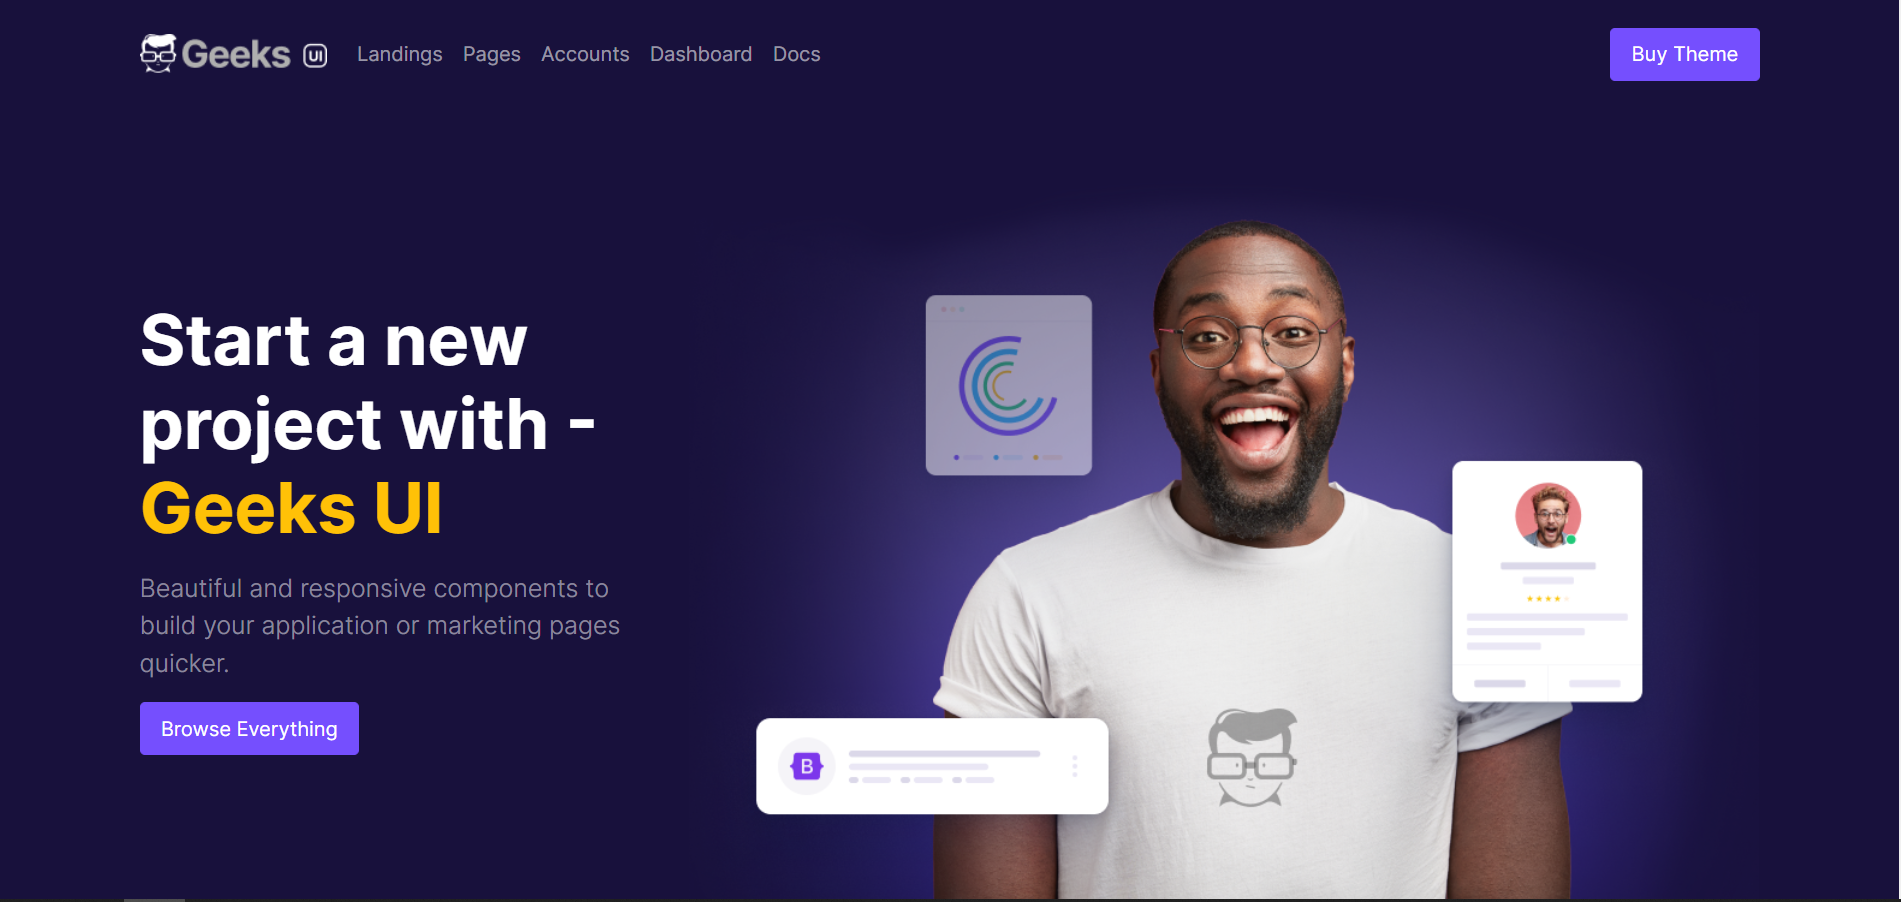 Geeks UI
Landings Pages Accounts Dashboard Docs
Buy Theme
Start a new
project with -
Geeks UI
Beautiful and responsive components to
build your application or marketing pages
quicker.
Browse Everything
B